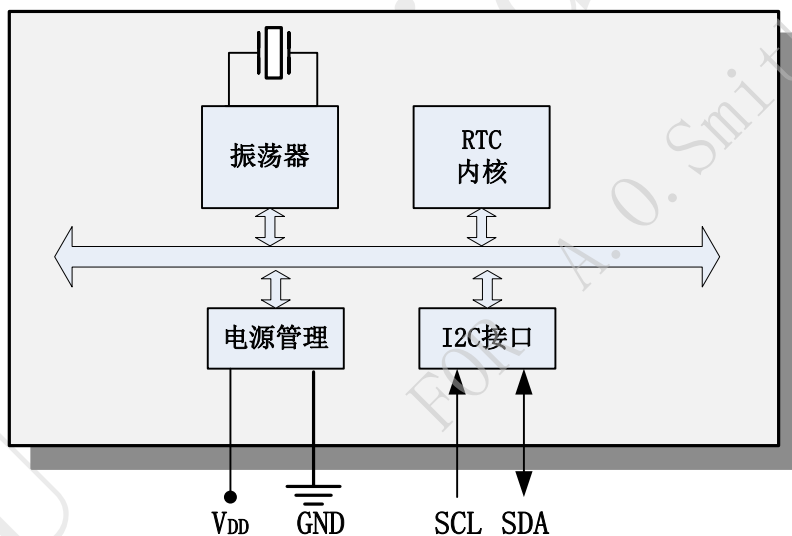 振荡器
RTC
内核
电源管理
I2C接口
VDD
GND
SCL
SDA
FOR A.O.Smit